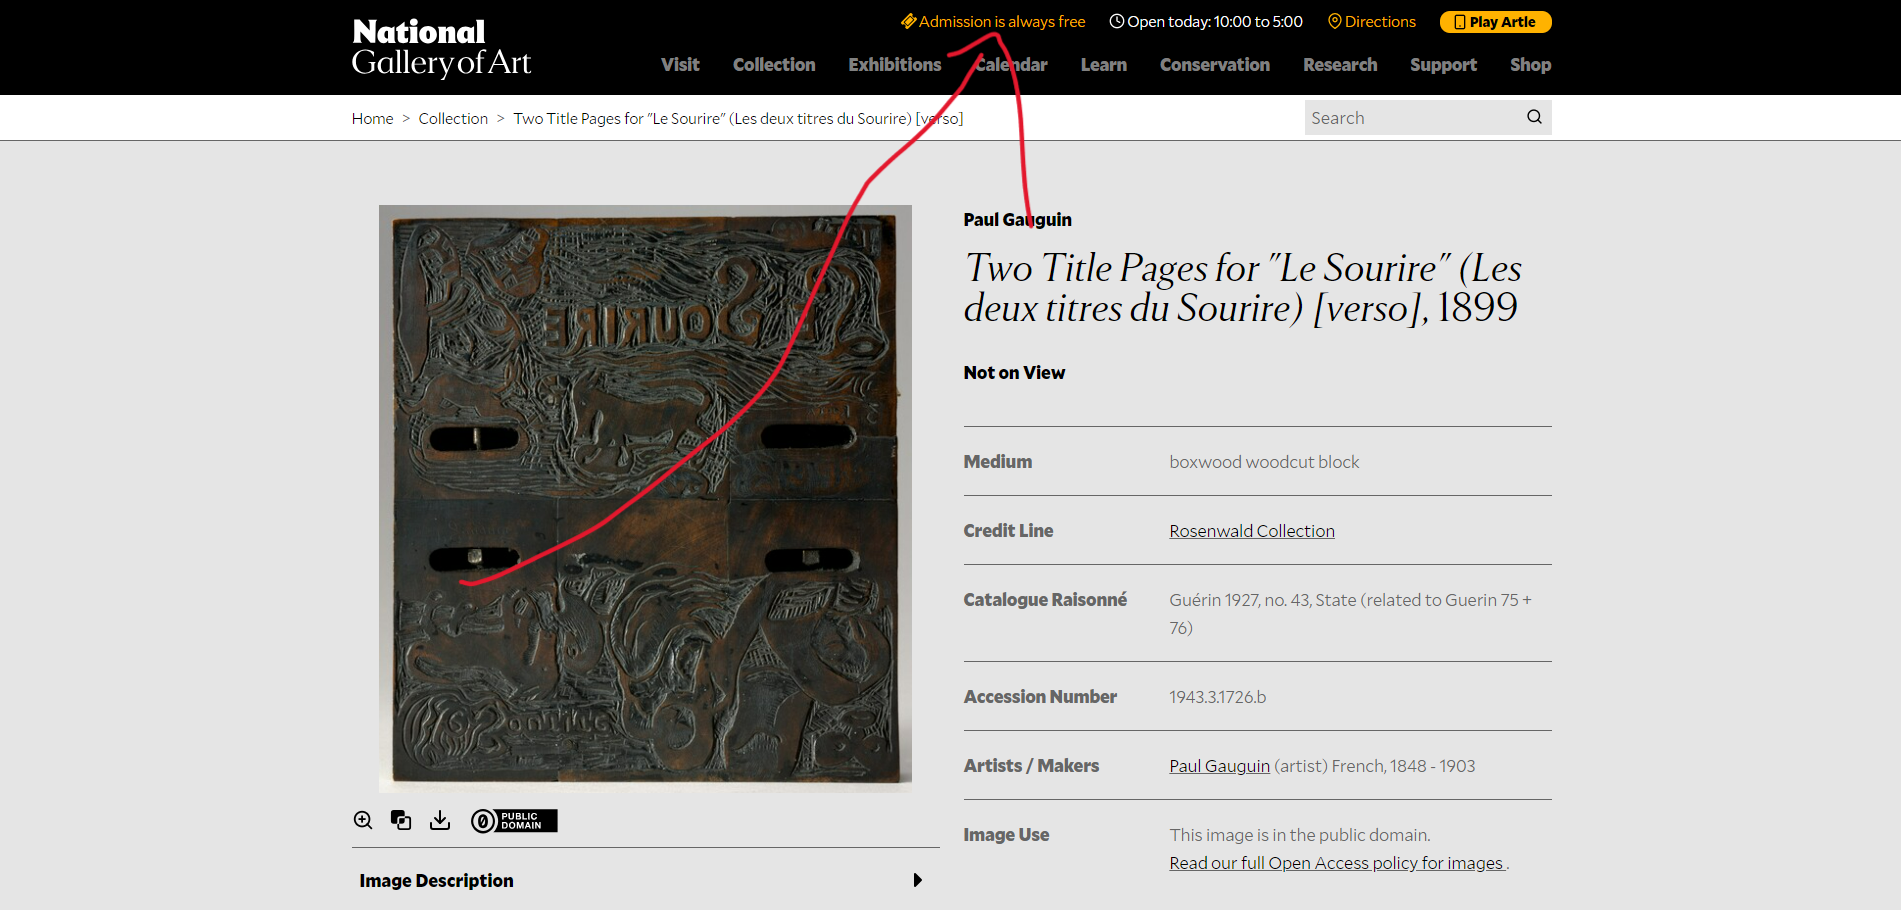 National
Gallery of Art
Admission is always free
Open today: 10:00 to 5:00
Directions
Play Artle
Visit
Collection
Exhibitions
Calendar
Learn
Conservation
Research
Support
Shop
Home > Collection > Two Title Pages for "Le Sourire" (Les deux titres du Sourire) [verso]
Search
LE SOURIRE
Paul Gauguin
Two Title Pages for "Le Sourire" (Les
deux titres du Sourire) [verso], 1899
Not on View
Medium
boxwood woodcut block
Credit Line
Rosenwald Collection
Catalogue Raisonné
Guérin 1927, no. 43, State (related to Guerin 75 +
76)
Accession Number
1943.3.1726.b
Artists / Makers
Paul Gauguin (artist) French, 1848 - 1903
Image Use
This image is in the public domain.
Read our full Open Access policy for images .
0 PUBLIC
DOMAIN
Image Description